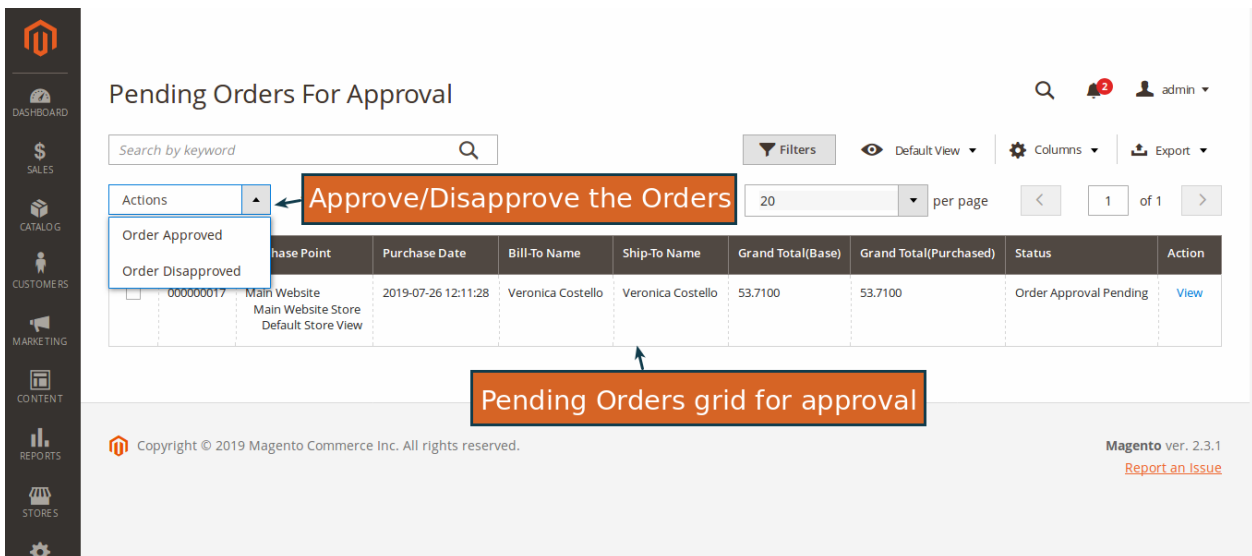 DASHBOARD
SALES
CATALOG
CUSTOMERS
MARKETING
CONTENT
REPORTS
STORES
Pending Orders For Approval
2
admin
Search by keyword
Filters
Default View
Columns
Export
Actions
Approve/Disapprove the Orders
20
per page
1
of 1
Order Approved
Order Disapproved
hase Point
Purchase Date
Bill-To Name
Ship-To Name
Grand Total(Base)
Grand Total(Purchased)
Status
Action
000000017
Main Website
Main Website Store
Default Store View
2019-07-26 12:11:28
Veronica Costello
Veronica Costello
53.7100
53.7100
Order Approval Pending
View
Pending Orders grid for approval
Copyright © 2019 Magento Commerce Inc. All rights reserved.
Magento ver. 2.3.1
Report an Issue